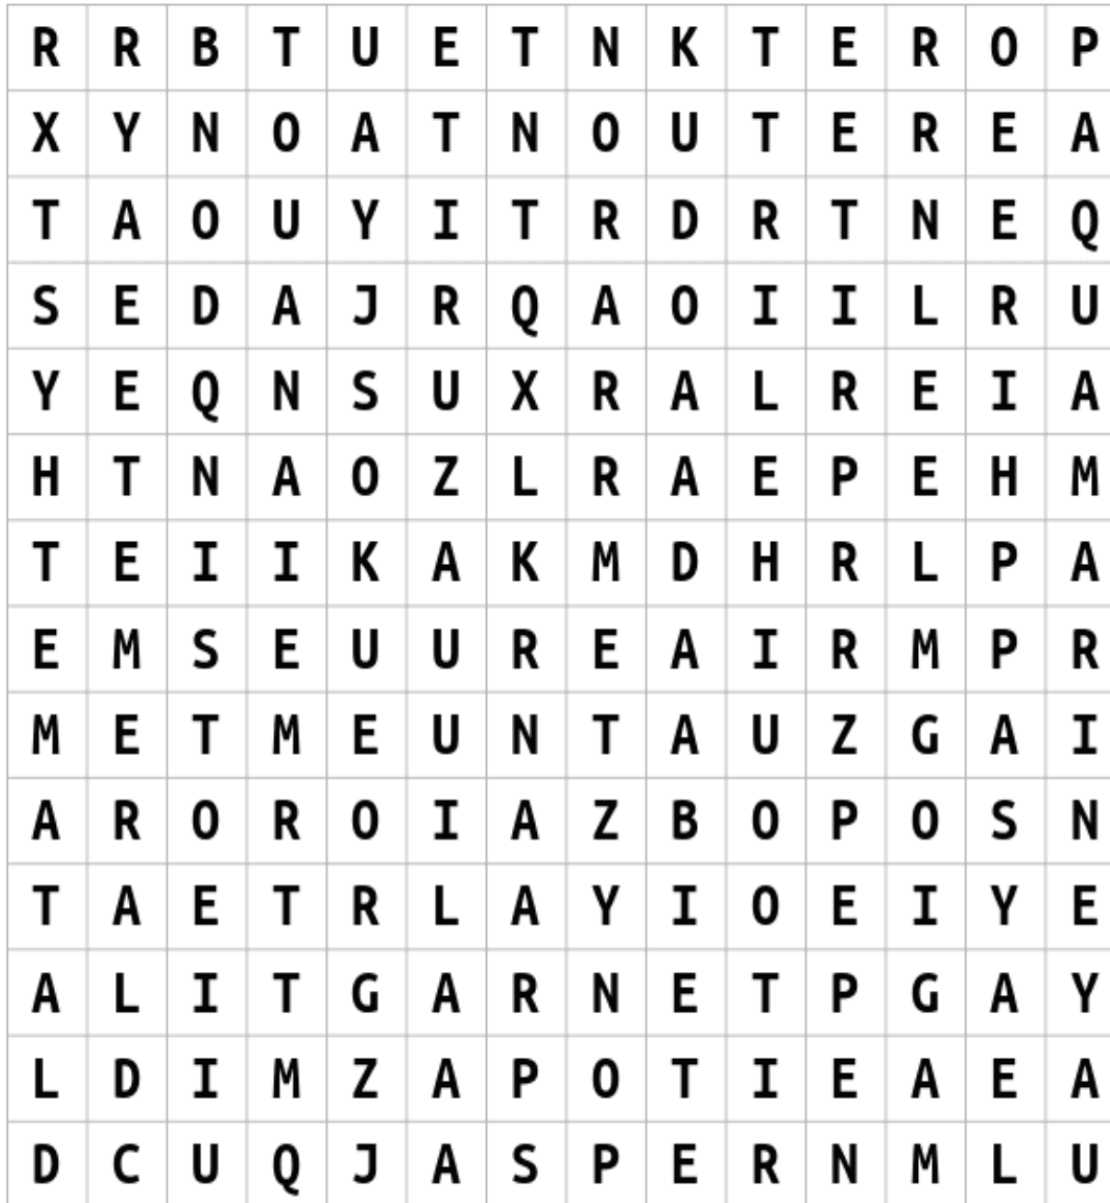 R R B T U E T N K T E R O P
X Y N O A T N O U T E R E A
T A O U Y I T R D R T N E Q
S E D A J R Q A O I I L R U
Y E Q N S U X R A L R E I A
H T N A O Z L R A E P E H M
T E I I K A K M D H R L P A
E M S E U U R E A I R M P R
M E T M E U N T A U Z G A I
A R O R O I A Z B O P O S N
T A E T R L A Y I O E I Y E
A L I T G A R N E T P G A Y
L D I M Z A P O T I E A E A
D C U Q J A S P E R N M L U